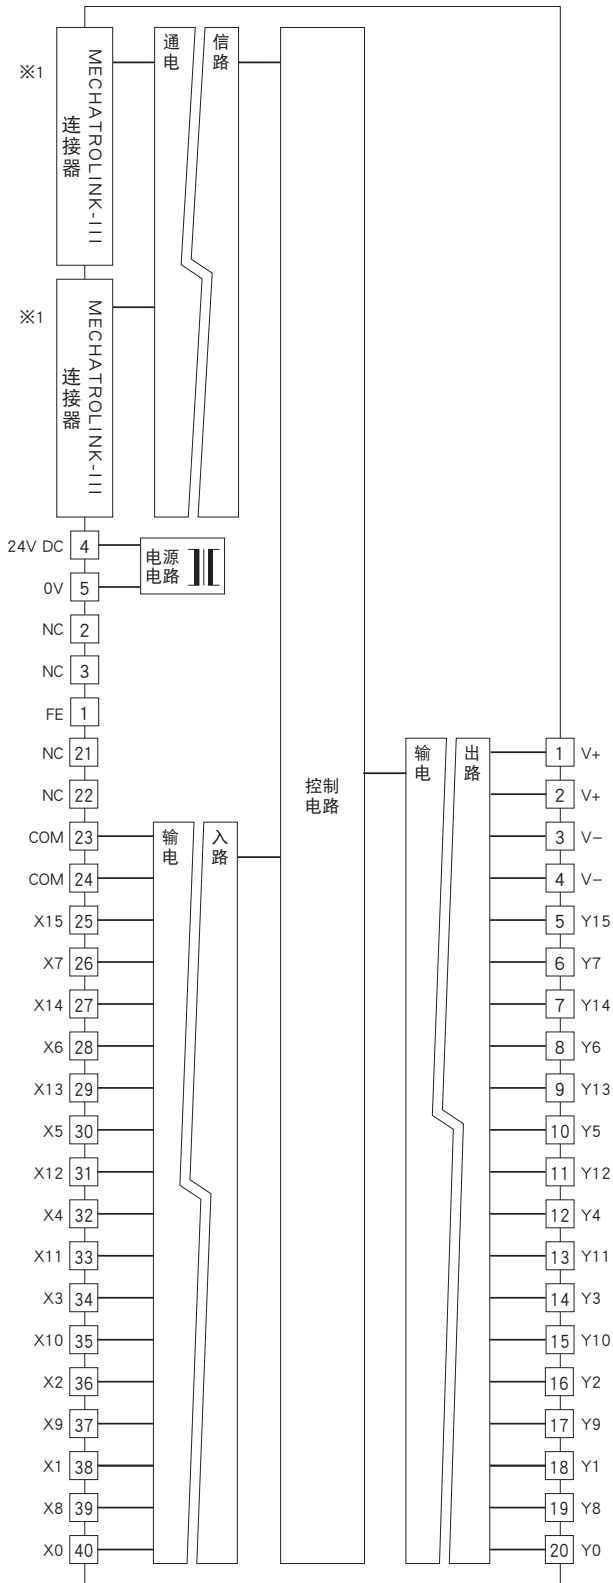 ※1
MECHATROLINK-III
连接器
通信
电路
※1
MECHATROLINK-III
连接器
24V DC 4
0V 5
电源
电路
NC 2
NC 3
FE 1
NC 21
NC 22
COM 23
COM 24
X15 25
X7 26
X14 27
X6 28
X13 29
X5 30
X12 31
X4 32
X11 33
X3 34
X10 35
X2 36
X9 37
X1 38
X8 39
X0 40
输入
电路
控制
电路
输出
电路
1 V+
2 V+
3 V−
4 V−
5 Y15
6 Y7
7 Y14
8 Y6
9 Y13
10 Y5
11 Y12
12 Y4
13 Y11
14 Y3
15 Y10
16 Y2
17 Y9
18 Y1
19 Y8
20 Y0